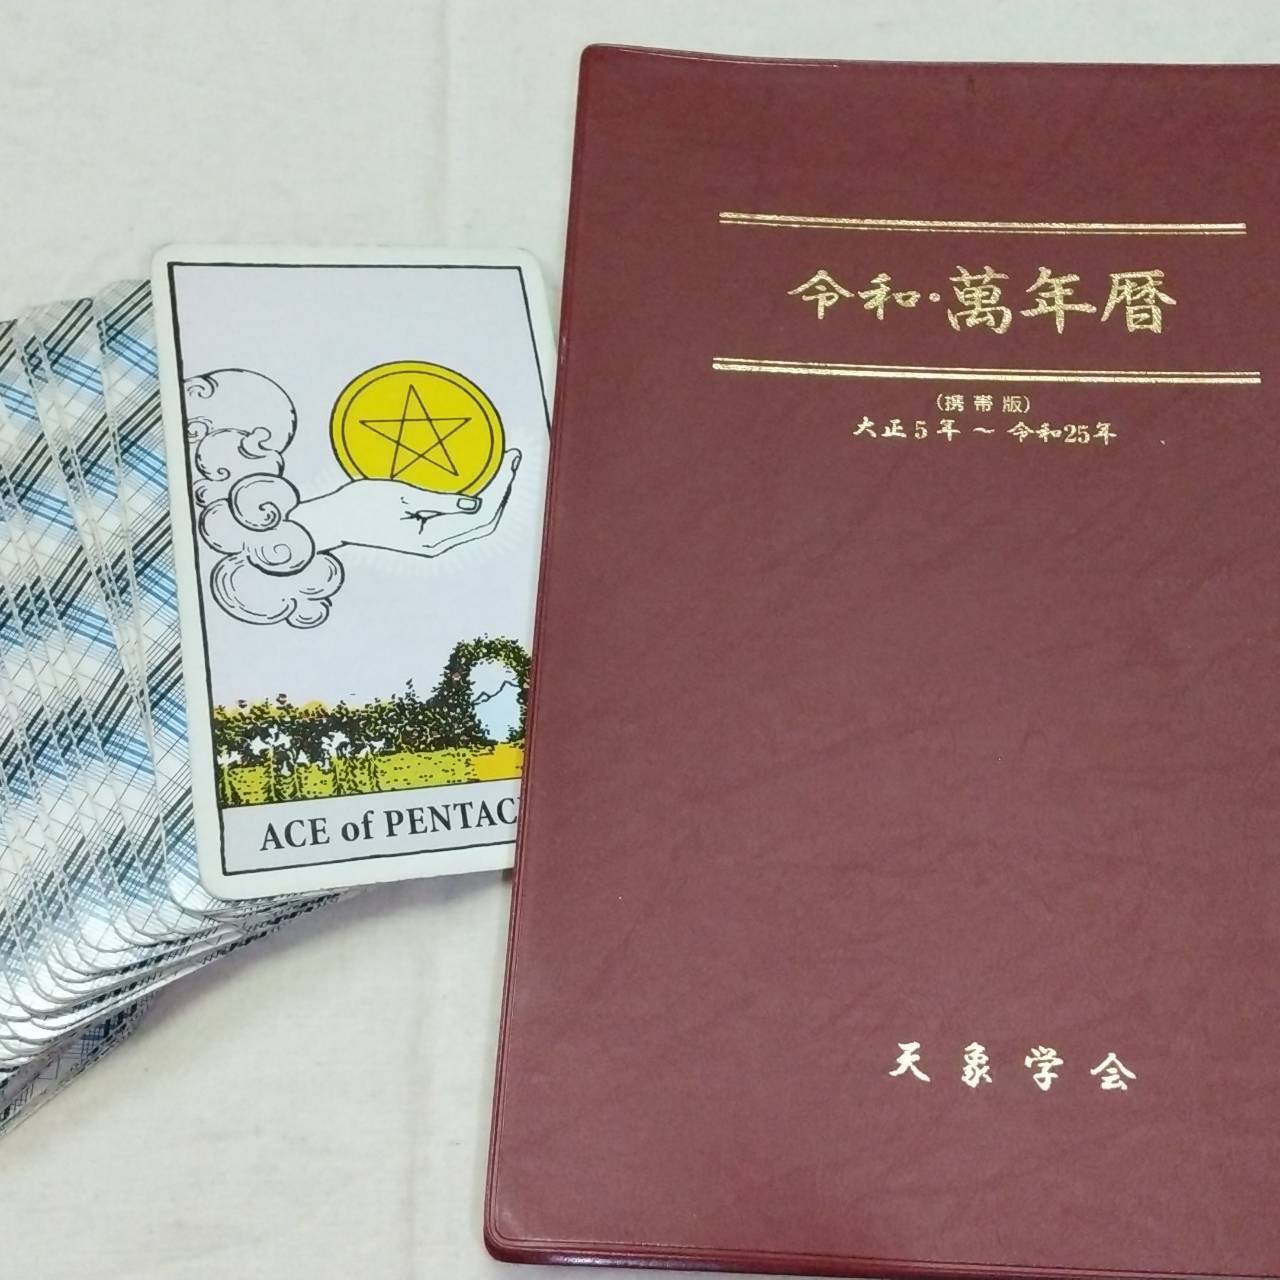 ACE of PENTAC
令和・萬年暦
(携帯版)
大正5年～令和25年
天象学会